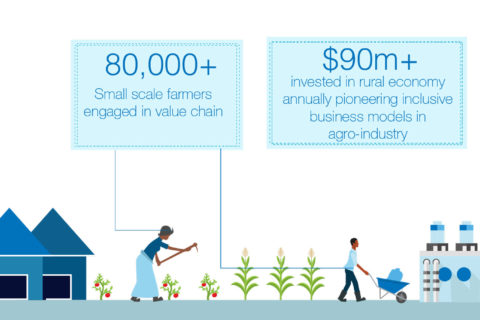 80,000+
Small scale farmers
engaged in value chain
$90m+
invested in rural economy
annually pioneering inclusive
business models in
agro-industry